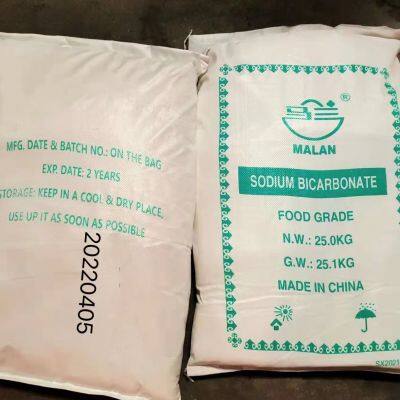 MFG. DATE & BATCH NO.: ON THE BAG
EXP. DATE: 2 YEARS
STORAGE: KEEP IN A COOL & DRY PLACE,
USE UP IT AS SOON AS POSSIBLE
20220405
®
MALAN
SODIUM BICARBONATE
FOOD GRADE
N.W.: 25.0KG
G.W.: 25.1KG
MADE IN CHINA
SX2021